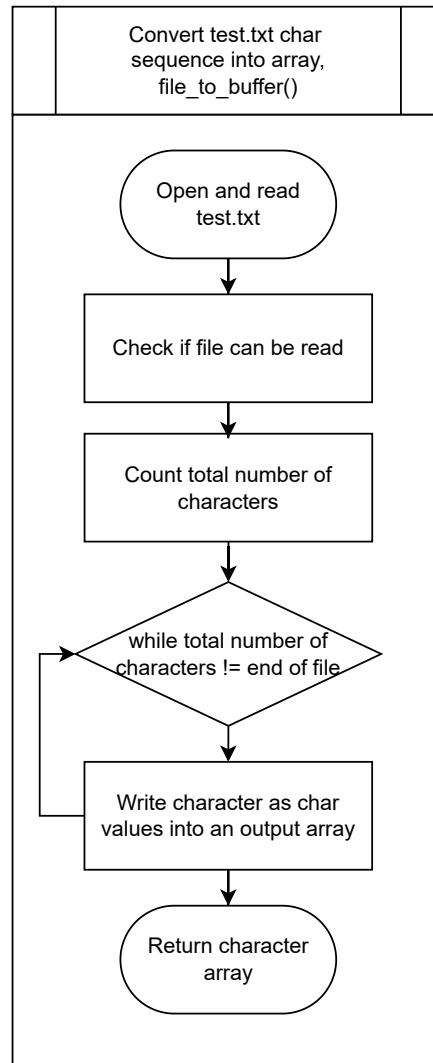 Convert test.txt char
sequence into array,
file_to_buffer()
Open and read
test.txt
Check if file can be read
Count total number of
characters
while total number of
characters != end of file
Write character as char
values into an output array
Return character
array